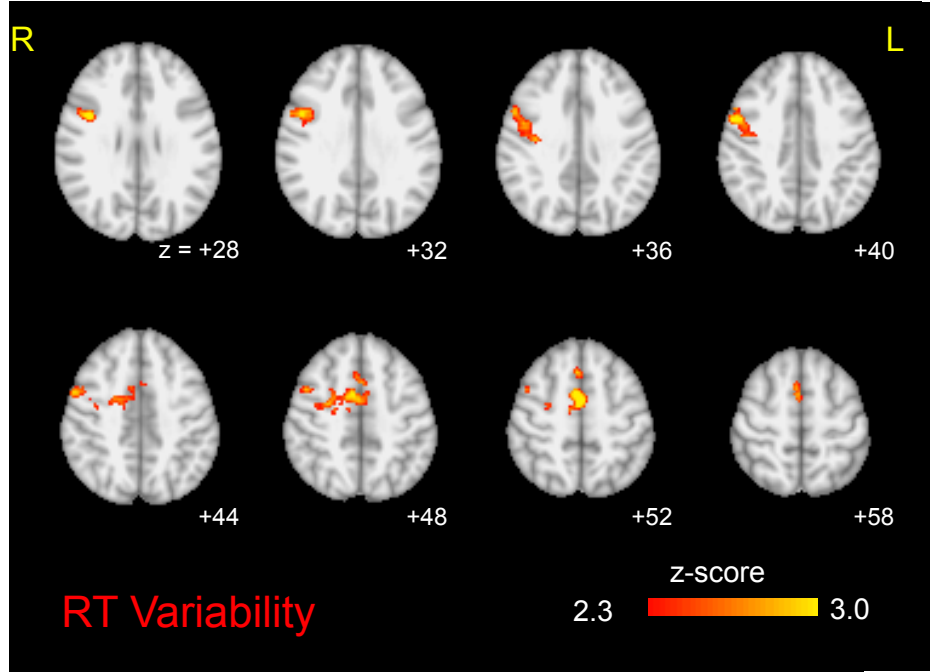 R L
z = +28 +32 +36 +40
+44 +48 +52 +58
z-score
2.3 3.0
RT Variability